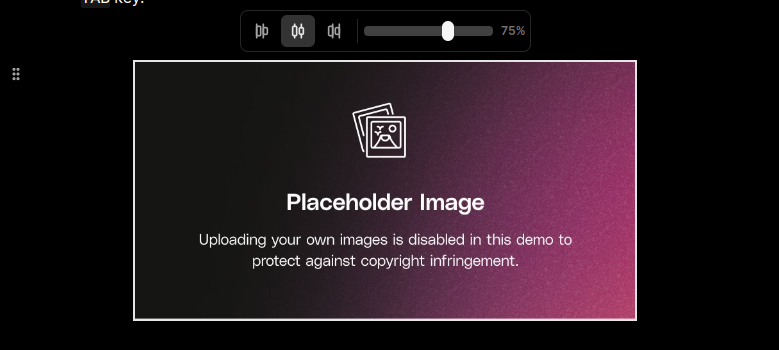 TAB key.
75%
Placeholder Image
Uploading your own images is disabled in this demo to
protect against copyright infringement.